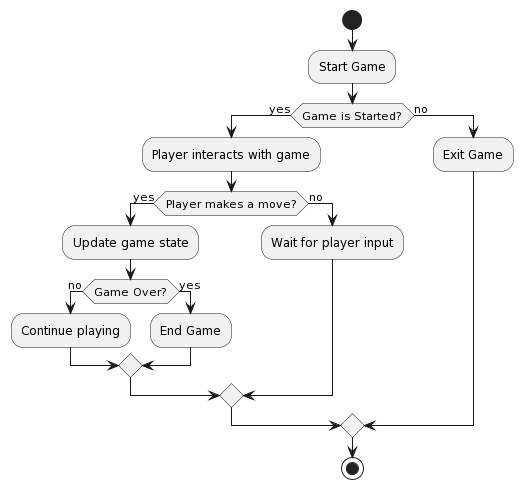 Start Game
yes
Game is Started?
no
Player interacts with game
Exit Game
yes
Player makes a move?
no
Update game state
Wait for player input
no
Game Over?
yes
Continue playing
End Game